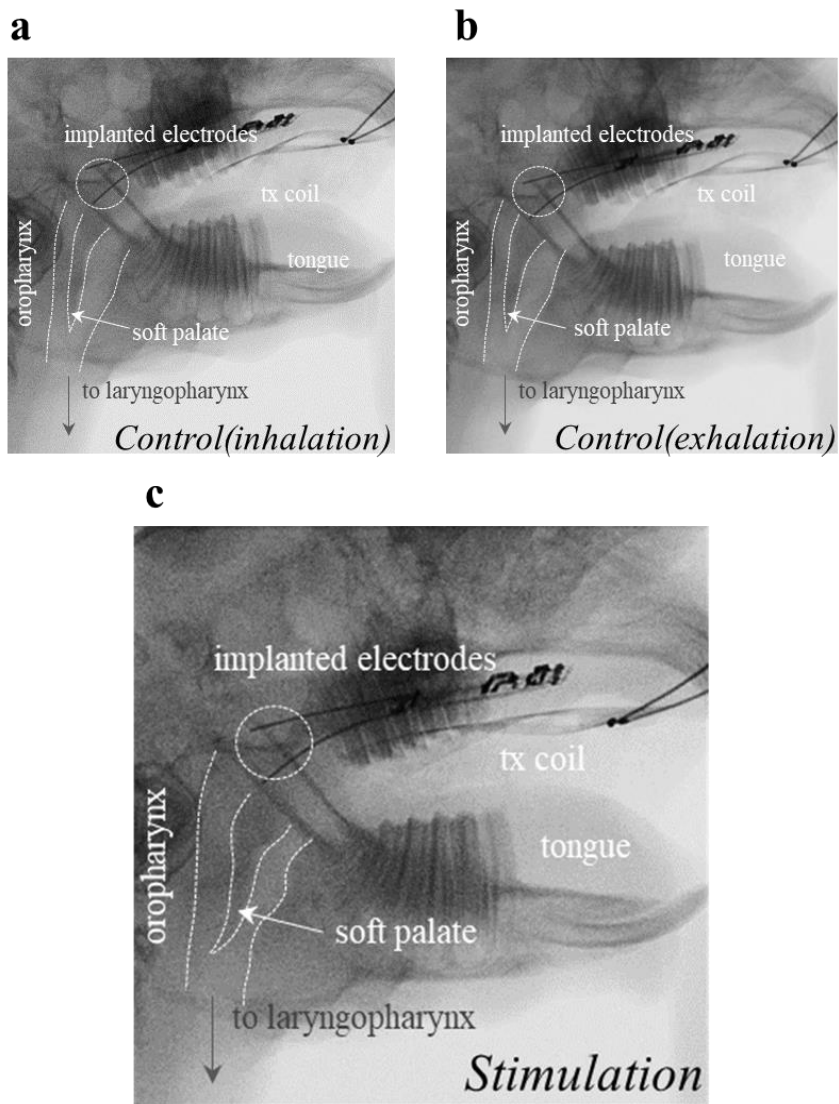 a
implanted electrodes
tx coil
oropharynx
tongue
soft palate
to laryngopharynx
Control(inhalation)
b
implanted electrodes
tx coil
oropharynx
tongue
soft palate
to laryngopharynx
Control(exhalation)
c
implanted electrodes
tx coil
oropharynx
tongue
soft palate
to laryngopharynx
Stimulation